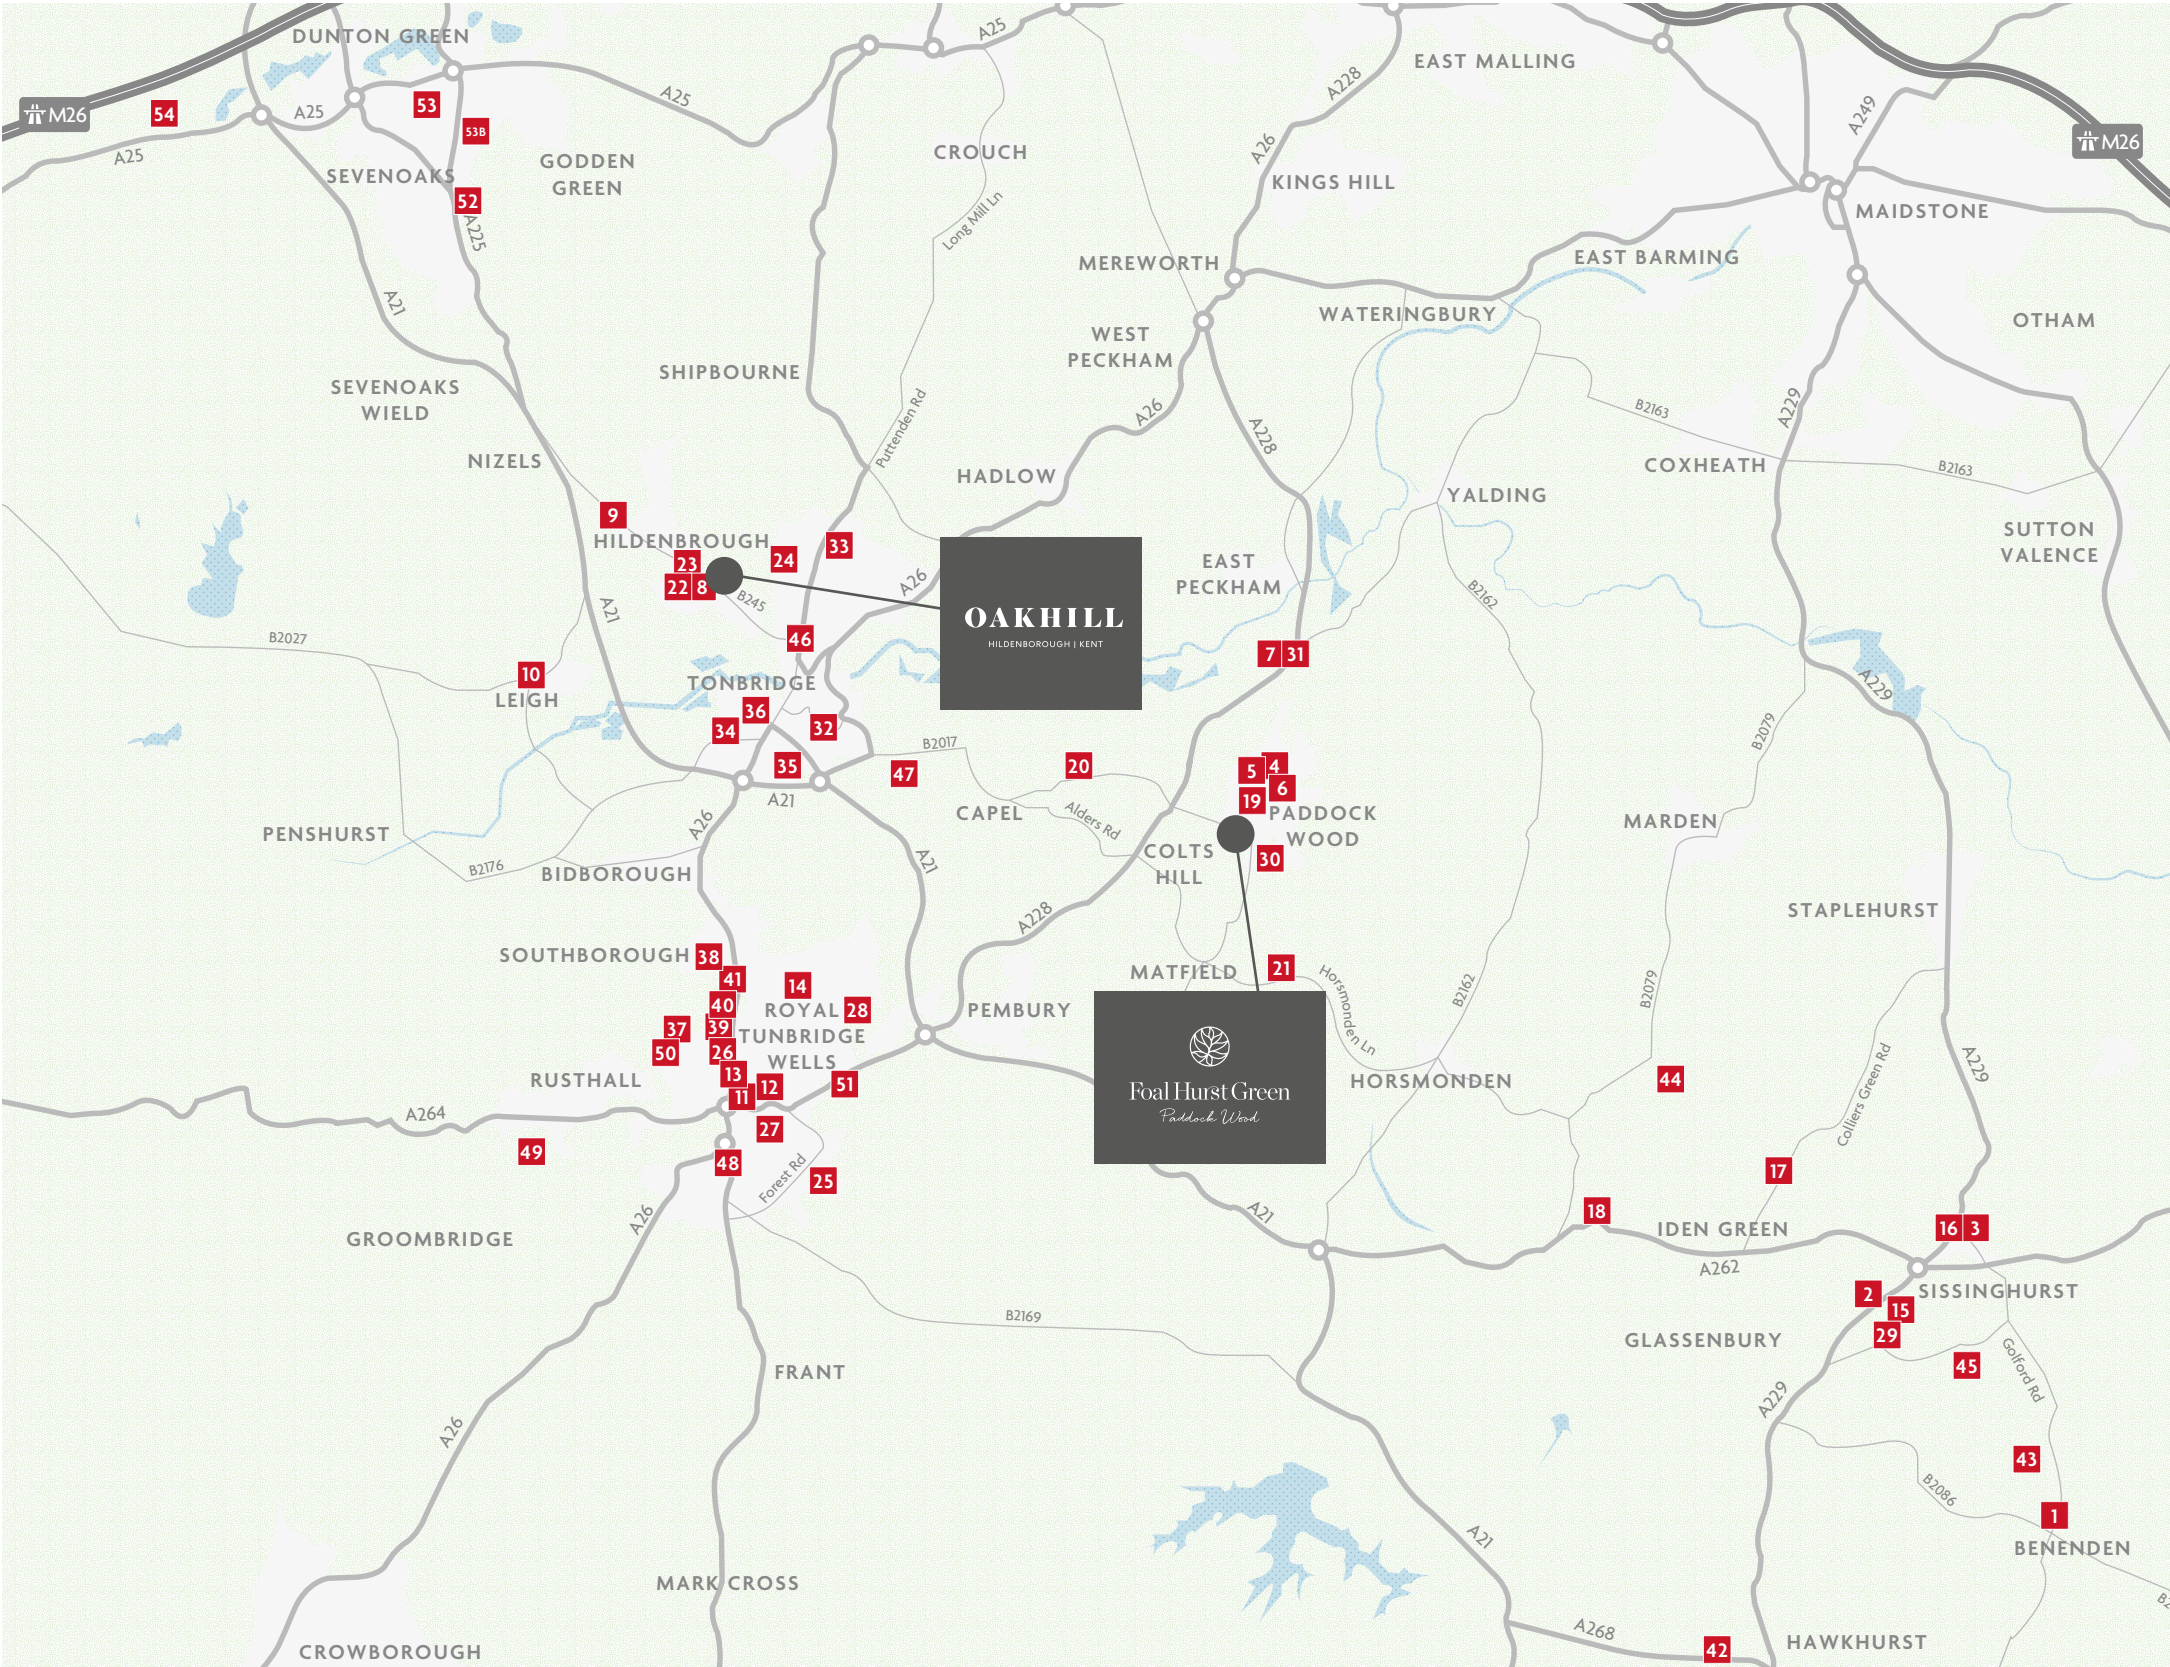 DUNTON GREEN
A25
EAST MALLING
A228
A25
M26
54
A25
53
53B
A249
M26
A25
SEVENOAKS
GODDEN
GREEN
CROUCH
A26
KINGS HILL
52
A225
Long Mill Ln
MAIDSTONE
MEREWORTH
EAST BARMING
A21
WATERINGBURY
OTHAM
WEST
PECKHAM
SHIPBOURNE
SEVENOAKS
WIELD
Puttenden Rd
A26
A228
B2163
A229
NIZELS
HADLOW
COXHEATH
B2163
YALDING
9
HILDENBROUGH
23
24
33
SUTTON
VALENCE
22
8
B245
A26
EAST
PECKHAM
B2162
A21
OAKHILL
HILDENBOROUGH | KENT
B2027
46
7
31
10
LEIGH
TONBRIDGE
A229
36
34
32
B2017
B2079
35
47
20
5
4
6
19
A21
CAPEL
Alders Rd
PADDOCK
WOOD
PENSHURST
A26
MARDEN
COLTS
HILL
30
B2176
BIDBOROUGH
A21
A228
STAPLEHURST
SOUTHBOROUGH
38
41
14
MATFIELD
21
Horsmonden Ln
B2162
B2079
40
ROYAL
TUNBRIDGE
WELLS
28
PEMBURY
37
39
50
26
13
12
11
51
RUSTHALL
Foal Hurst Green
Paddock Wood
HORSMONDEN
44
Colliers Green Rd
A229
A264
27
49
48
Forest Rd
25
17
A26
A21
18
IDEN GREEN
16
3
GROOMBRIDGE
A262
2
15
SISSINGHURST
B2169
29
GLASSENBURY
45
Golford Rd
FRANT
A229
A26
43
B2086
1
A21
BENENDEN
MARK CROSS
A268
42
HAWKHURST
CROWBOROUGH